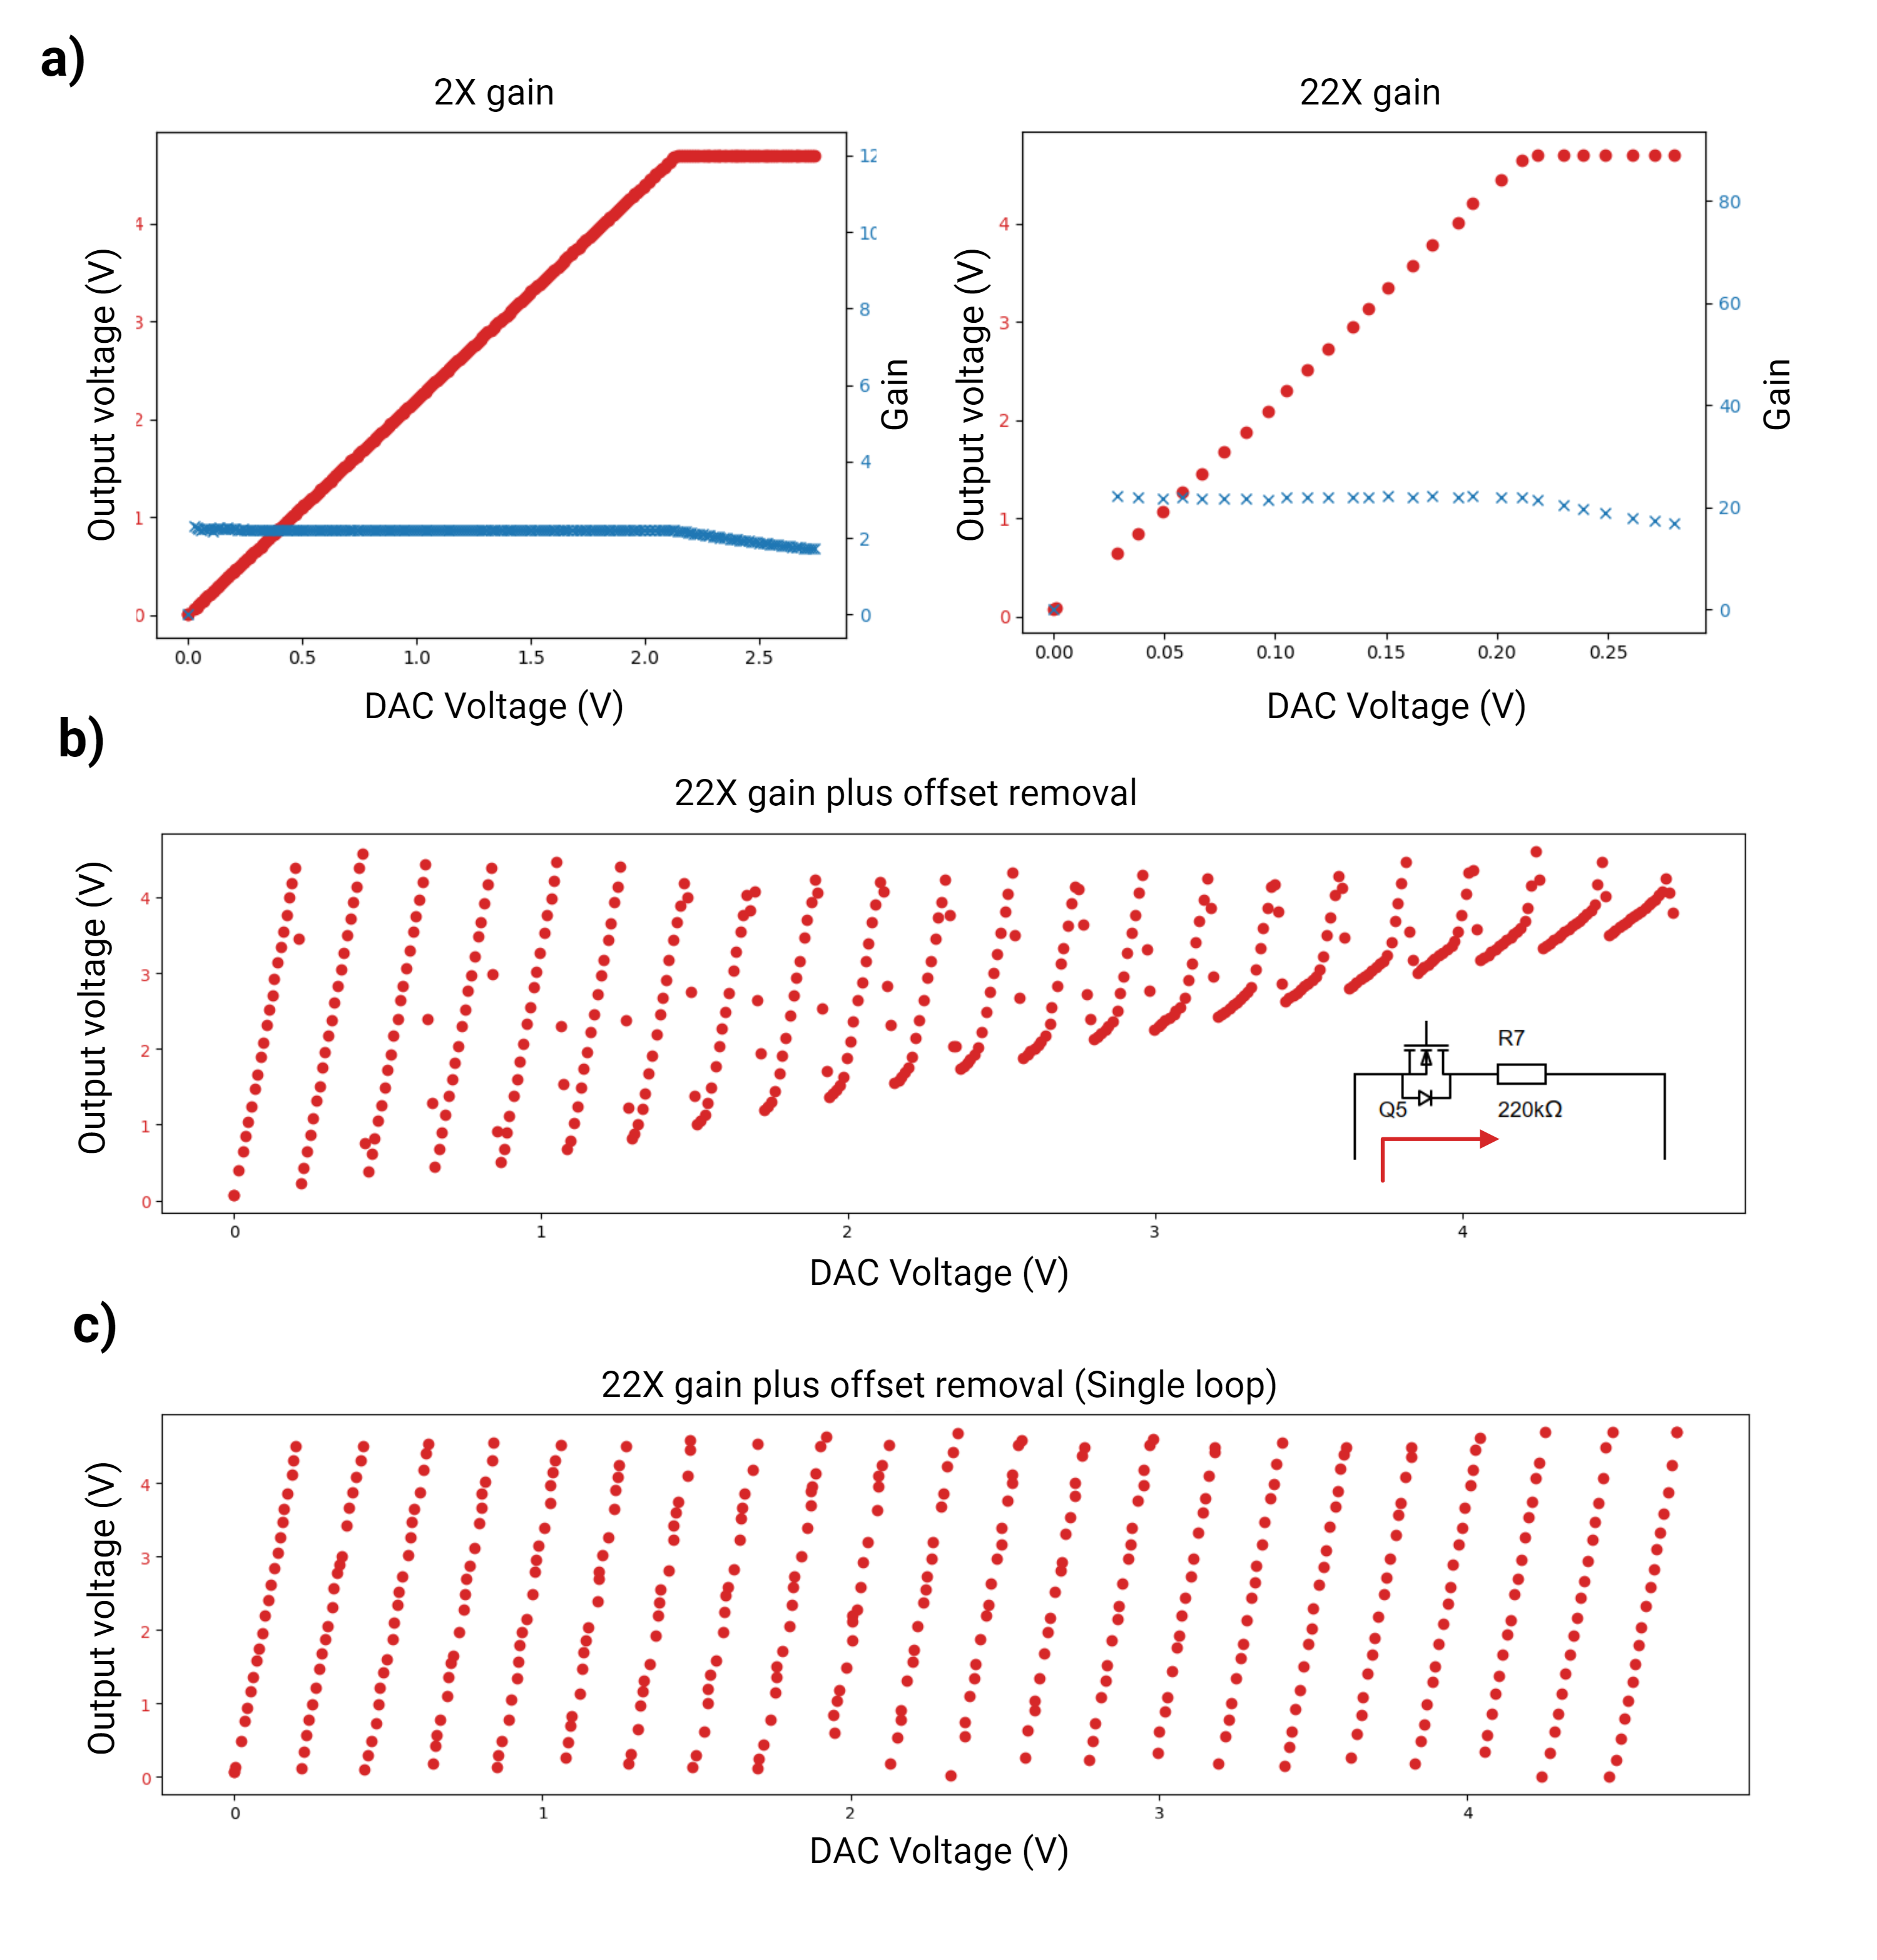 a)
2X gain
22X gain
Output voltage (V)
4
3
2
1
0
12
10
8
6
4
2
0
Gain
0.0 0.5 1.0 1.5 2.0 2.5
DAC Voltage (V)
Output voltage (V)
4
3
2
1
0
80
60
40
20
0
Gain
0.00 0.05 0.10 0.15 0.20 0.25
DAC Voltage (V)
b)
22X gain plus offset removal
Output voltage (V)
4
3
2
1
0
R7
Q5
220kΩ
0 1 2 3 4
DAC Voltage (V)
c)
22X gain plus offset removal (Single loop)
Output voltage (V)
4
3
2
1
0
0 1 2 3 4
DAC Voltage (V)